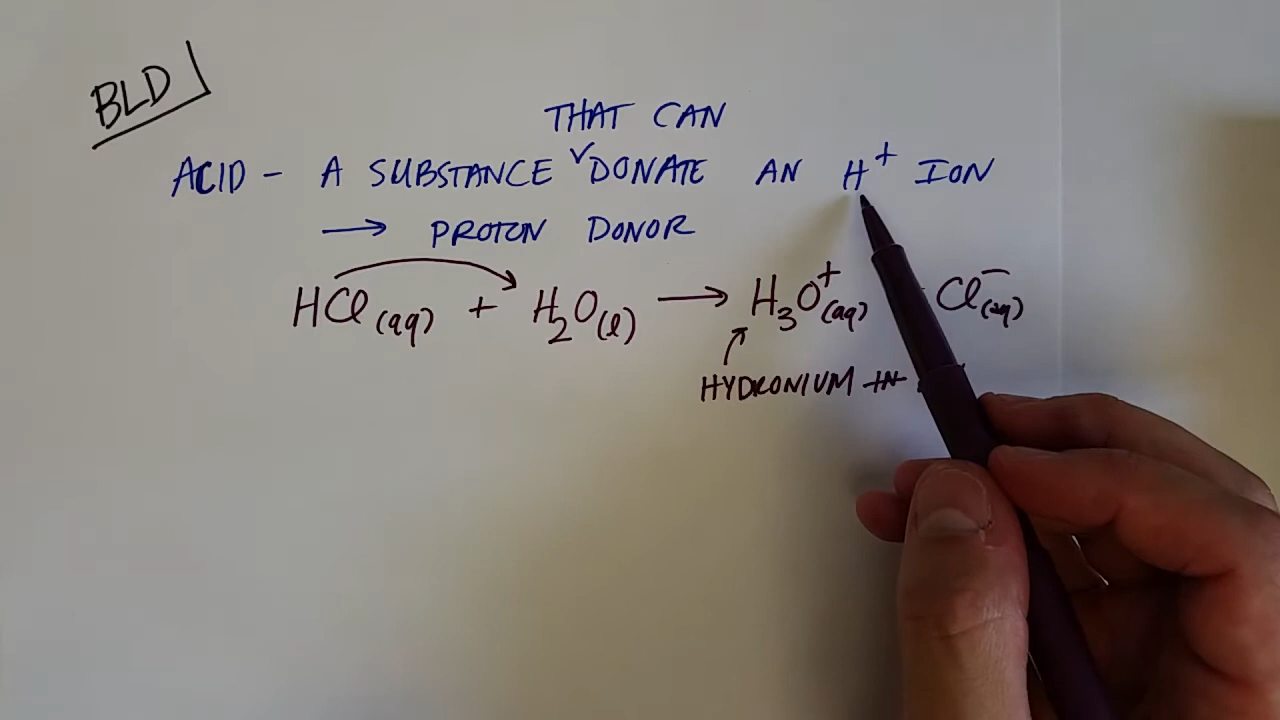 BLD
THAT CAN
ACID - A SUBSTANCE ᵛ DONATE AN H⁺ ION
→ PROTON DONOR
HCl(aq) + H₂O(l) → H₃O⁺(aq) Cl⁻(aq)
HYDRONIUM